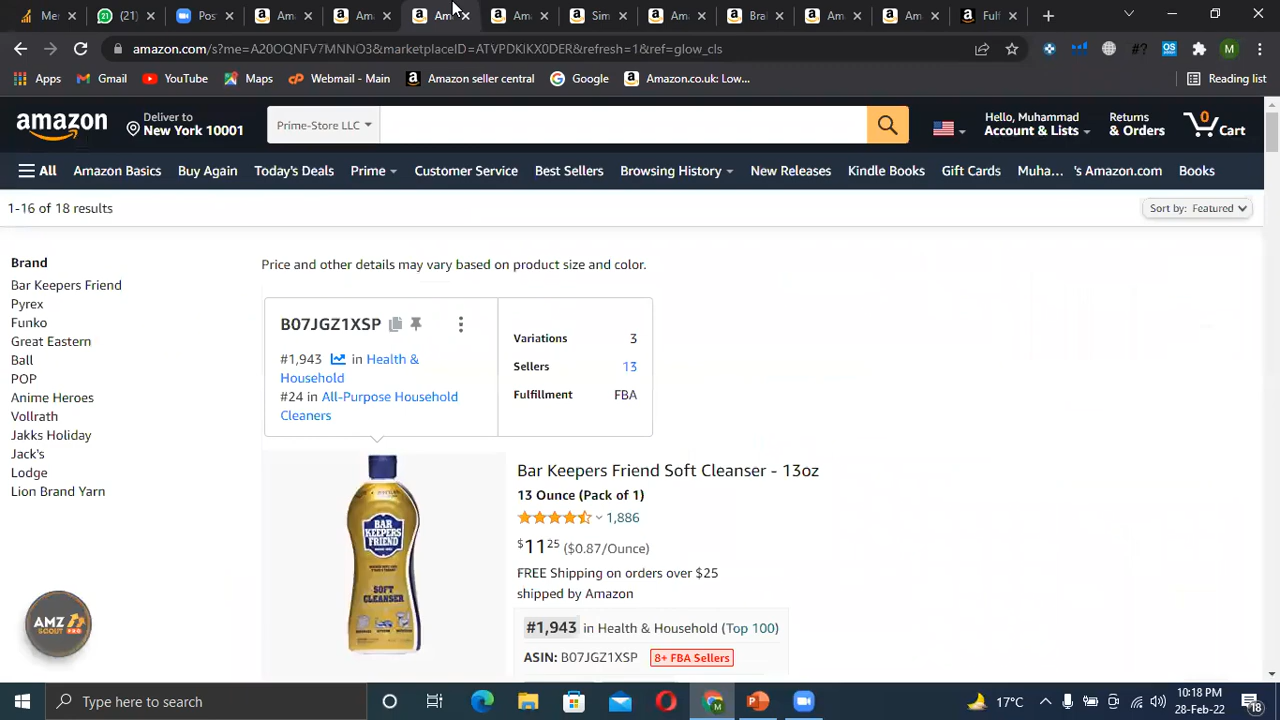 Me
(21)
Pos
Am
Am
Am
Am
Sim
Am
Bra
Am
Am
Fulf
amazon.com/s?me=A20OQNFV7MNNO3&marketplaceID=ATVPDKIKX0DER&refresh=1&ref=glow_cls
#?
OS
M
Apps
Gmail
YouTube
Maps
cP Webmail - Main
Amazon seller central
Google
Amazon.co.uk: Low...
Reading list
amazon
Deliver to
New York 10001
Prime-Store LLC
Hello, Muhammad
Account & Lists
Returns
& Orders
0
Cart
All
Amazon Basics
Buy Again
Today's Deals
Prime
Customer Service
Best Sellers
Browsing History
New Releases
Kindle Books
Gift Cards
Muha... 's Amazon.com
Books
1-16 of 18 results
Sort by: Featured
Brand
Bar Keepers Friend
Pyrex
Funko
Great Eastern
Ball
POP
Anime Heroes
Vollrath
Jakks Holiday
Jack's
Lodge
Lion Brand Yarn
Price and other details may vary based on product size and color.
B07JGZ1XSP
#1,943 in Health &
Household
#24 in All-Purpose Household
Cleaners
Variations 3
Sellers 13
Fulfillment FBA
BAR
KEEPERS
FRIEND
SOFT
CLEANSER
Bar Keepers Friend Soft Cleanser - 13oz
13 Ounce (Pack of 1)
1,886
$11 25 ($0.87/Ounce)
FREE Shipping on orders over $25
shipped by Amazon
#1,943 in Health & Household (Top 100)
ASIN: B07JGZ1XSP 8+ FBA Sellers
AMZ
SCOUT PRO
Type here to search
17°C
10:18 PM
28-Feb-22
18